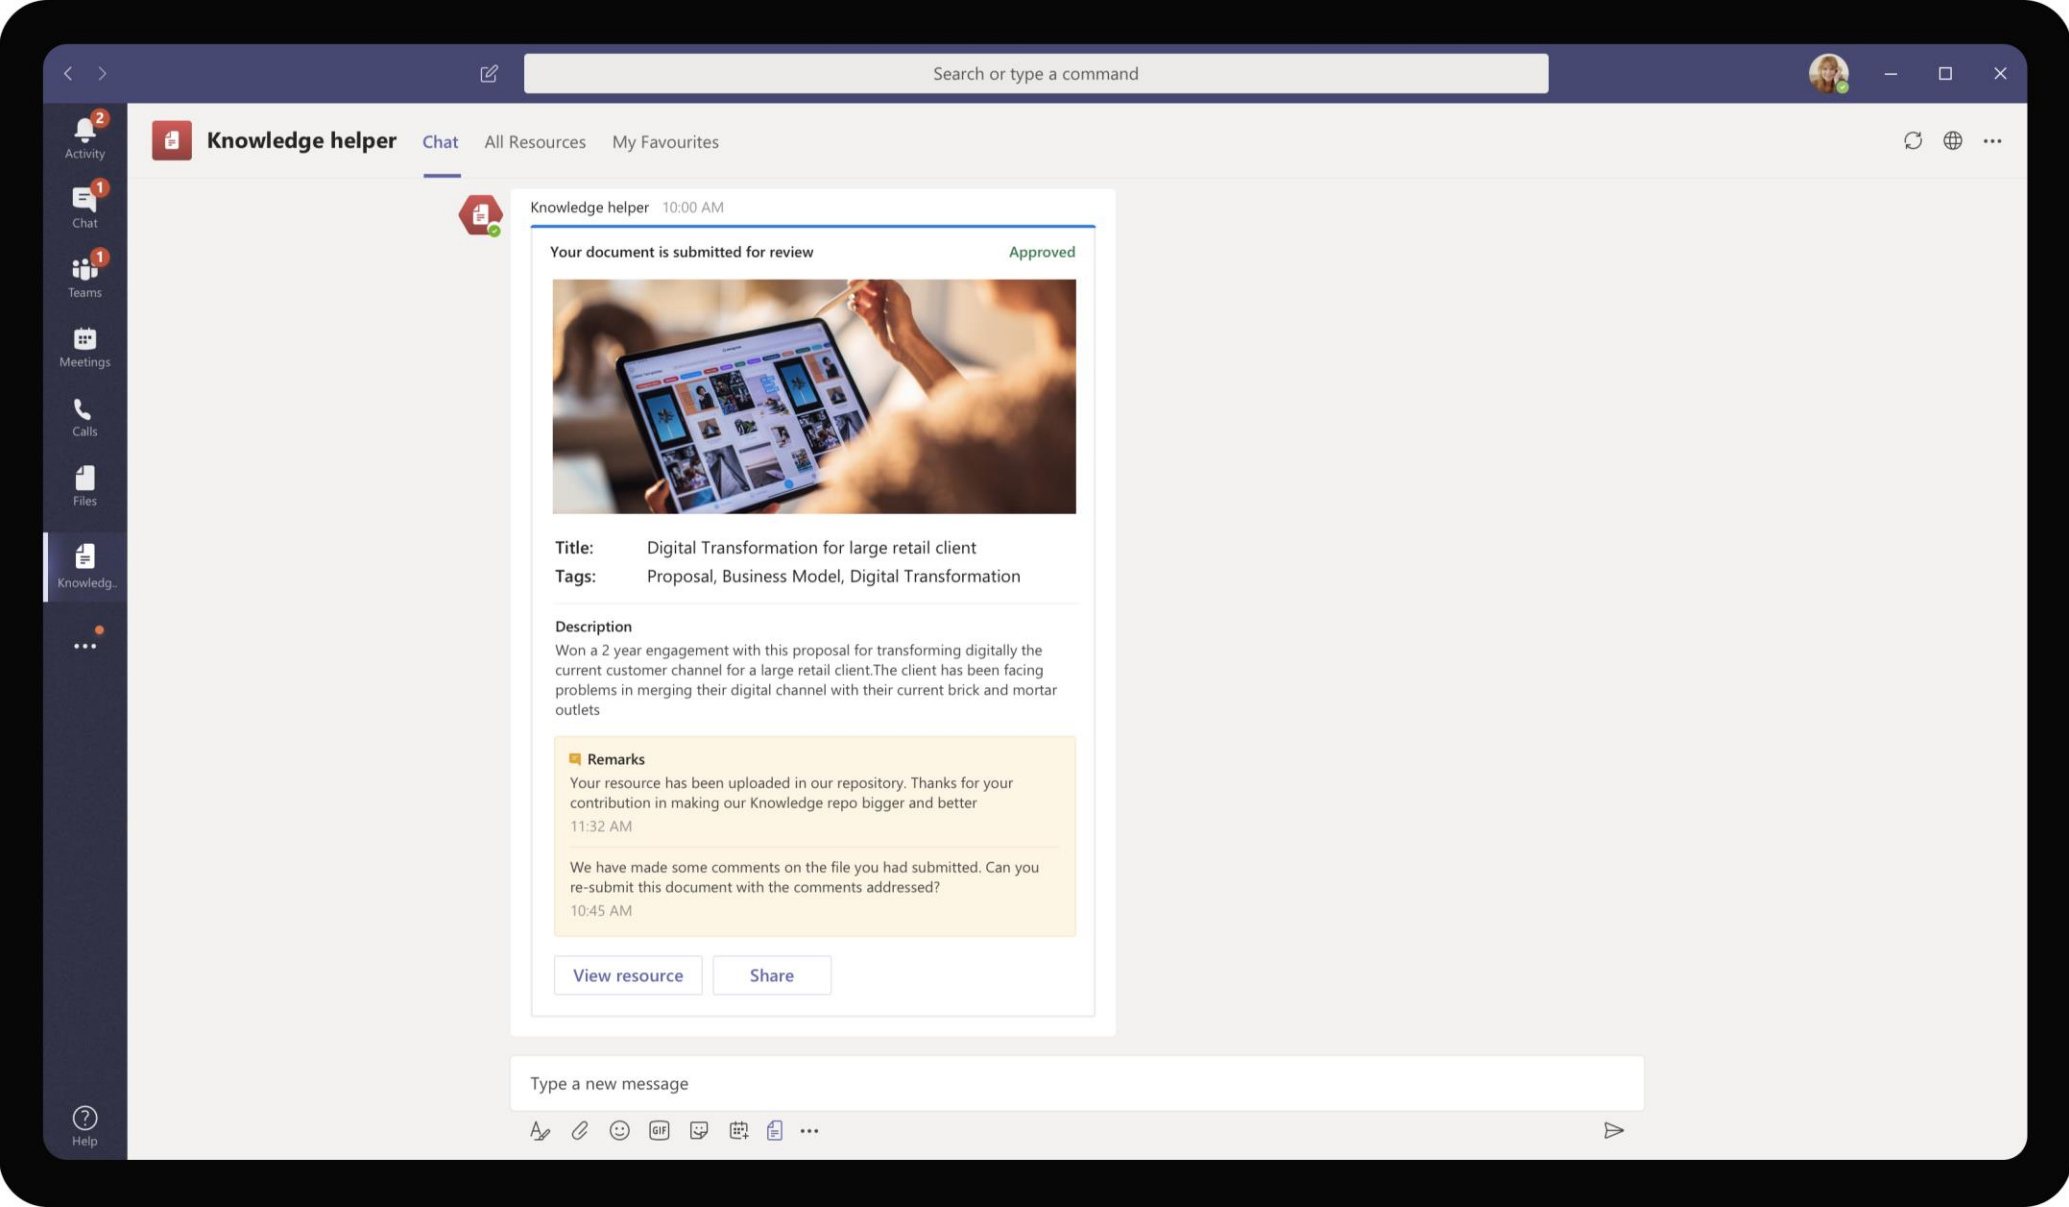 Search or type a command
2
Activity
1
Chat
1
Teams
Meetings
Calls
Files
Knowledg..
Help
Knowledge helper
Chat
All Resources
My Favourites
Knowledge helper 10:00 AM
Your document is submitted for review
Approved
Title: Digital Transformation for large retail client
Tags: Proposal, Business Model, Digital Transformation
Description
Won a 2 year engagement with this proposal for transforming digitally the
current customer channel for a large retail client.The client has been facing
problems in merging their digital channel with their current brick and mortar
outlets
Remarks
Your resource has been uploaded in our repository. Thanks for your
contribution in making our Knowledge repo bigger and better
11:32 AM
We have made some comments on the file you had submitted. Can you
re-submit this document with the comments addressed?
10:45 AM
View resource
Share
Type a new message
GIF